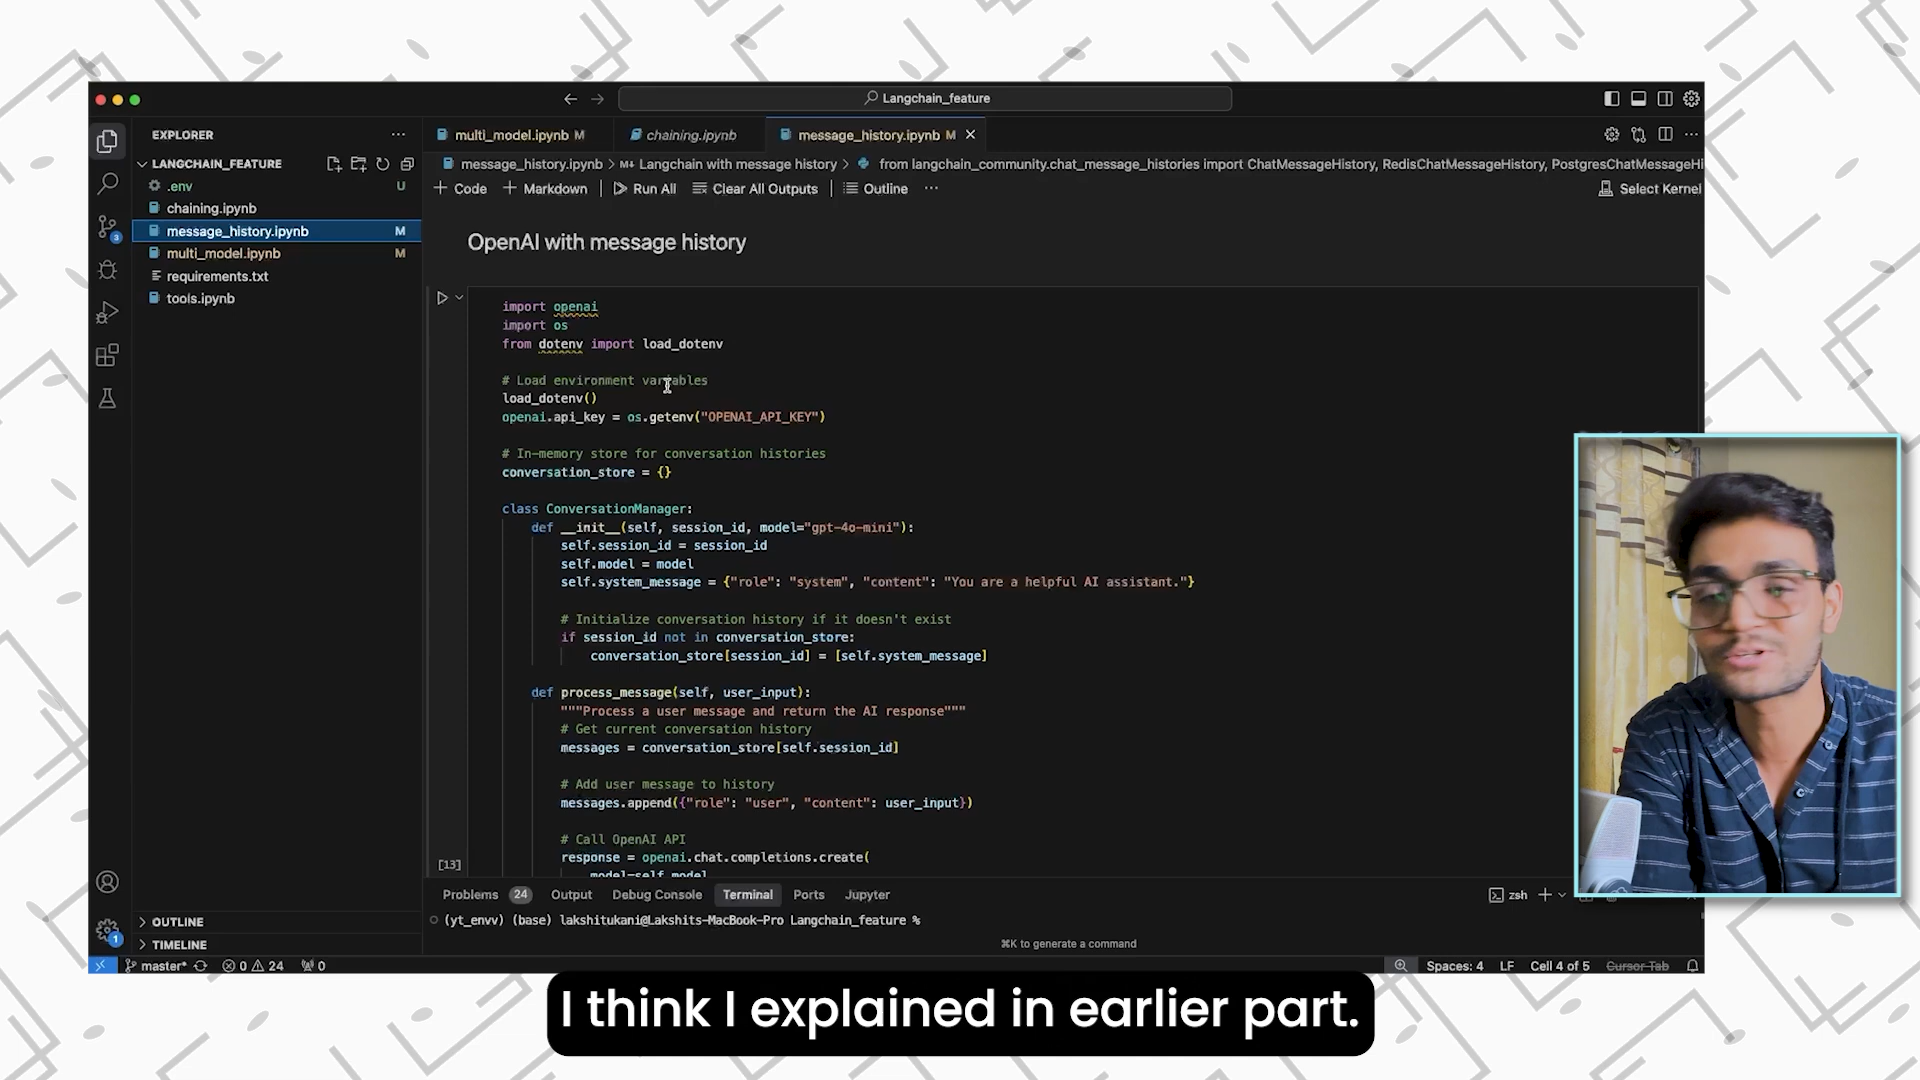 Langchain_feature
EXPLORER
LANGCHAIN_FEATURE
.env U
chaining.ipynb
message_history.ipynb M
multi_model.ipynb M
requirements.txt
tools.ipynb
OUTLINE
TIMELINE
multi_model.ipynb M chaining.ipynb message_history.ipynb M
message_history.ipynb > M↓ Langchain with message history > from langchain_community.chat_message_histories import ChatMessageHistory, RedisChatMessageHistory, PostgresChatMessageHi
+ Code + Markdown Run All Clear All Outputs Outline ··· Select Kernel
OpenAI with message history
import openai
import os
from dotenv import load_dotenv
# Load environment variables
load_dotenv()
openai.api_key = os.getenv("OPENAI_API_KEY")
# In-memory store for conversation histories
conversation_store = {}
class ConversationManager:
def __init__(self, session_id, model="gpt-4o-mini"):
self.session_id = session_id
self.model = model
self.system_message = {"role": "system", "content": "You are a helpful AI assistant."}
# Initialize conversation history if it doesn't exist
if session_id not in conversation_store:
conversation_store[session_id] = [self.system_message]
def process_message(self, user_input):
"""Process a user message and return the AI response"""
# Get current conversation history
messages = conversation_store[self.session_id]
# Add user message to history
messages.append({"role": "user", "content": user_input})
# Call OpenAI API
response = openai.chat.completions.create(
model=self.model
[13]
Problems 24 Output Debug Console Terminal Ports Jupyter zsh
(yt_envv) (base) lakshitukani@Lakshits-MacBook-Pro Langchain_feature %
⌘K to generate a command
3
1
master* 0 24 0 Spaces: 4 LF Cell 4 of 5 Cursor Tab
I think I explained in earlier part.